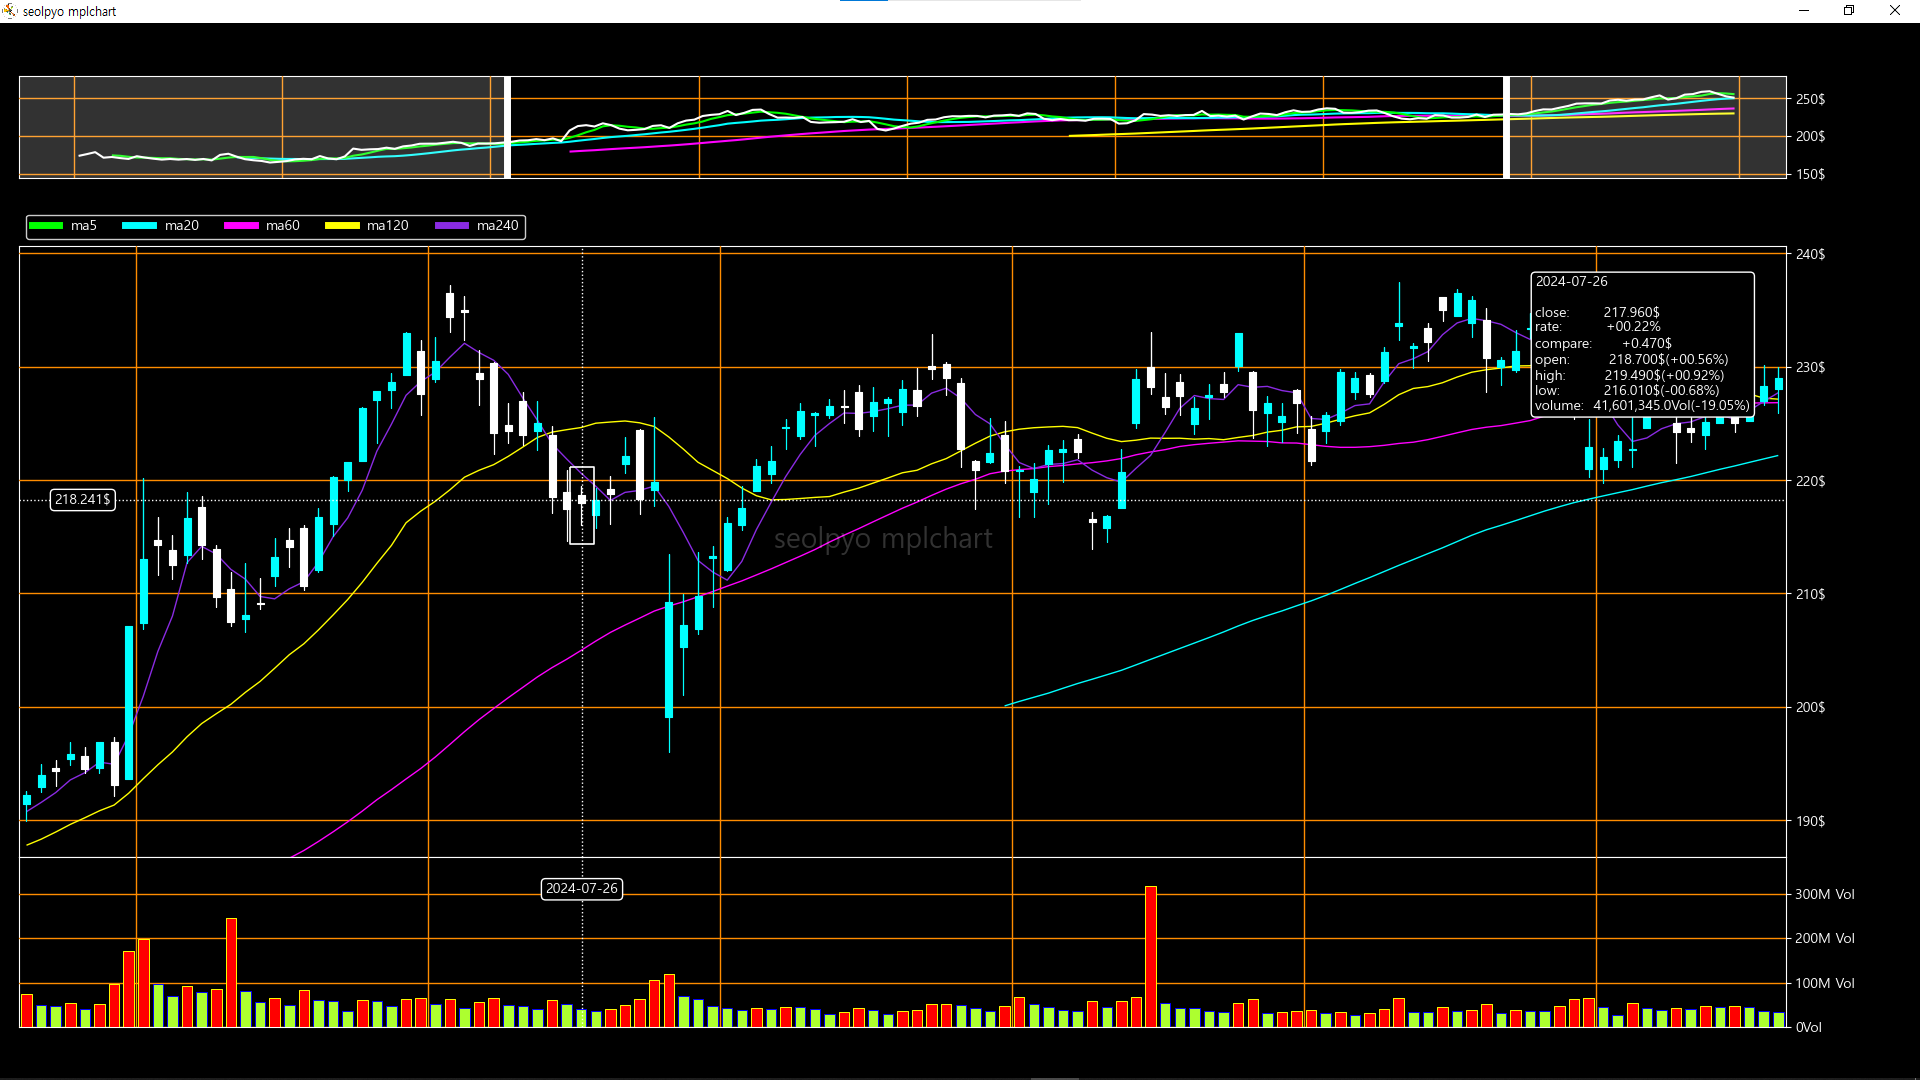 seolpyo mplchart
250$
200$
150$
ma5 ma20 ma60 ma120 ma240
240$
2024-07-26
close: 217.960$
rate: +00.22%
compare: +0.470$
open: 218.700$(+00.56%)
high: 219.490$(+00.92%)
low: 216.010$(-00.68%)
volume: 41,601,345.0Vol(-19.05%)
230$
220$
218.241$
seolpyo mplchart
210$
200$
190$
2024-07-26
300M Vol
200M Vol
100M Vol
0Vol